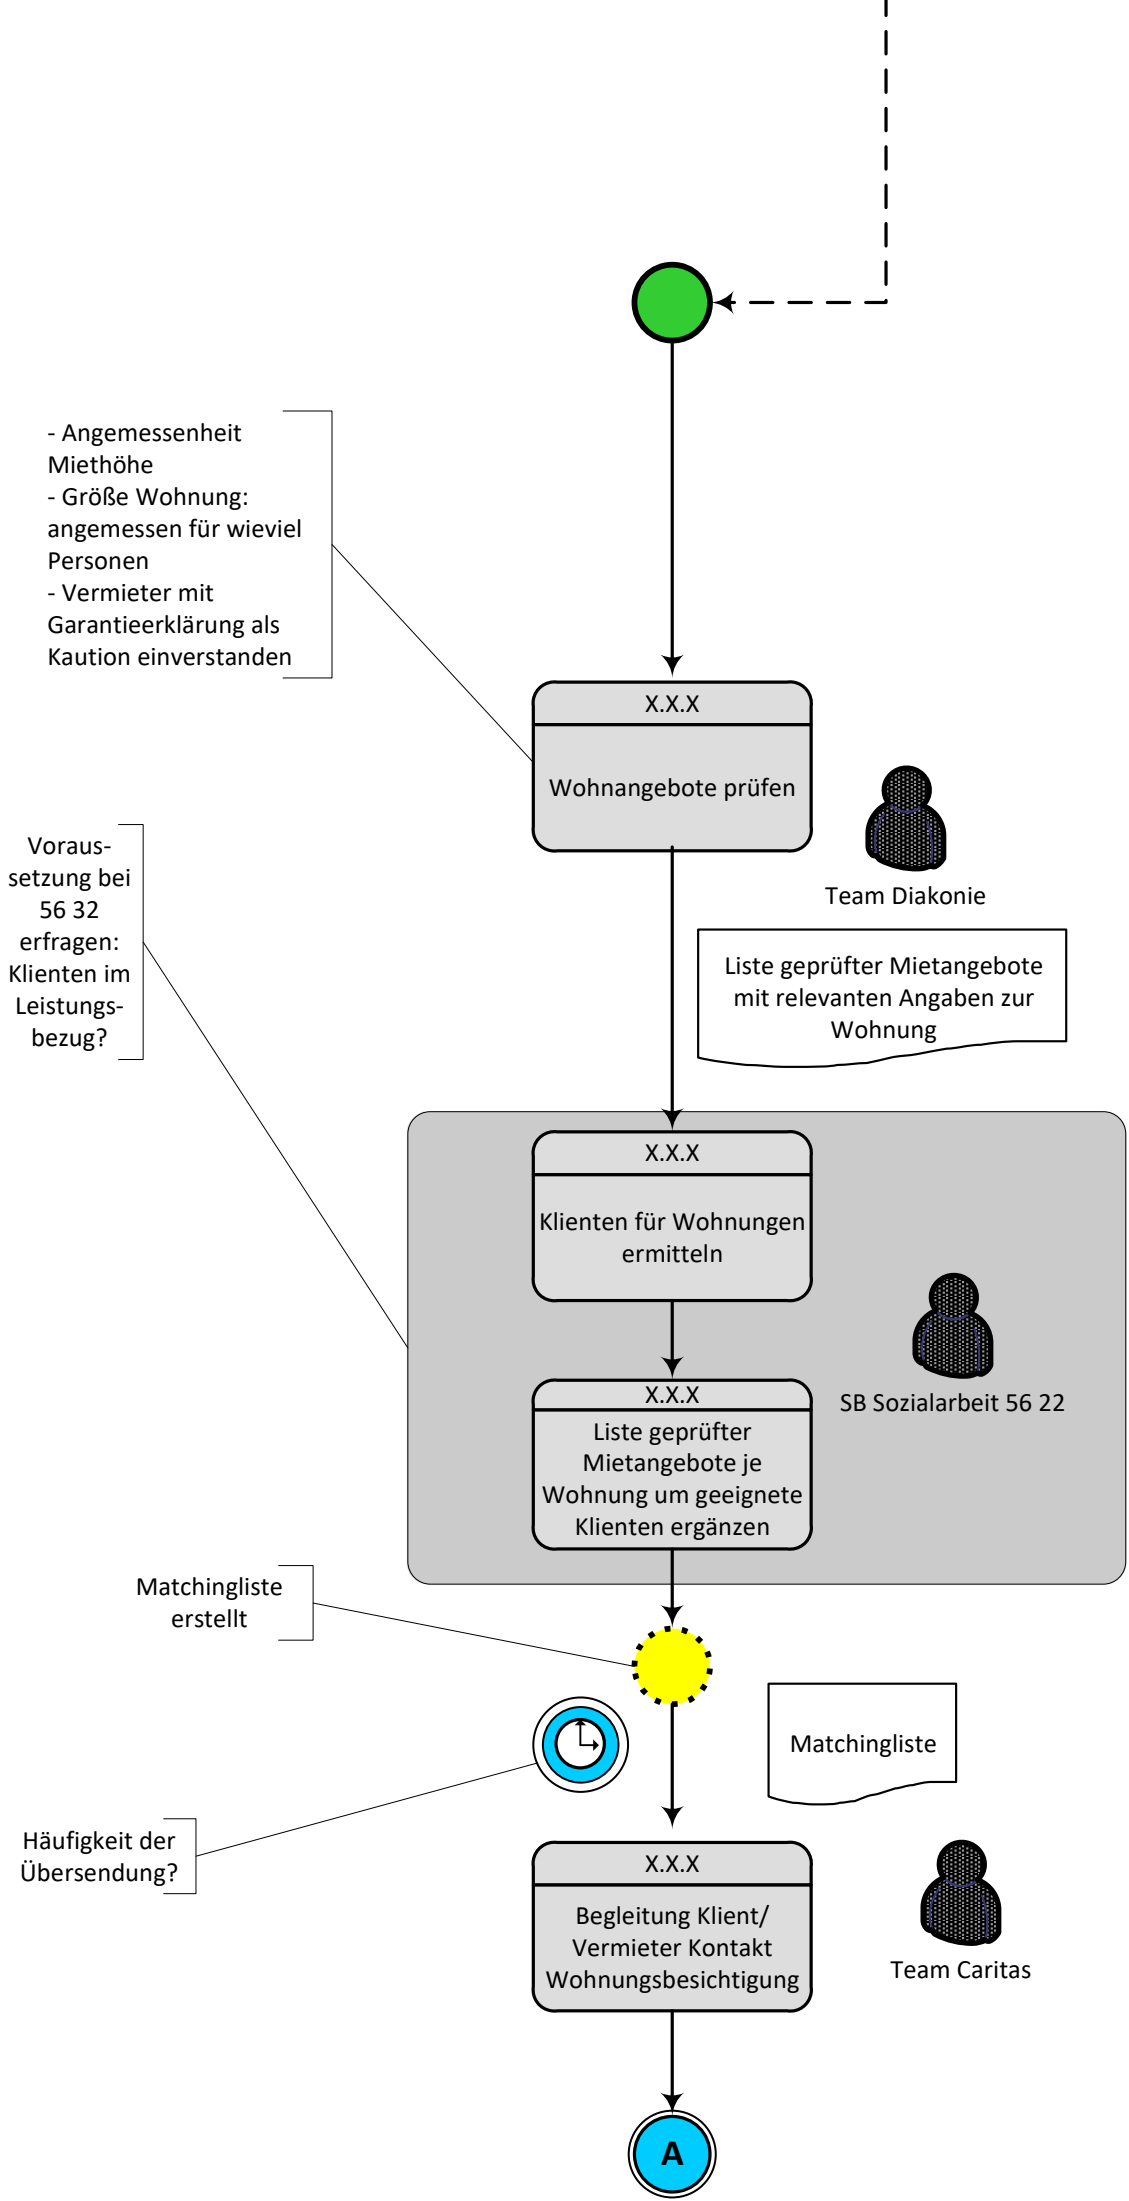 - Angemessenheit
Miethöhe
- Größe Wohnung:
angemessen für wieviel
Personen
- Vermieter mit
Garantieerklärung als
Kaution einverstanden
X.X.X
Wohnangebote prüfen
Team Diakonie
Voraus-
setzung bei
56 32
erfragen:
Klienten im
Leistungs-
bezug?
Liste geprüfter Mietangebote
mit relevanten Angaben zur
Wohnung
X.X.X
Klienten für Wohnungen
ermitteln
SB Sozialarbeit 56 22
X.X.X
Liste geprüfter
Mietangebote je
Wohnung um geeignete
Klienten ergänzen
Matchingliste
erstellt
Matchingliste
Häufigkeit der
Übersendung?
X.X.X
Begleitung Klient/
Vermieter Kontakt
Wohnungsbesichtigung
Team Caritas
A